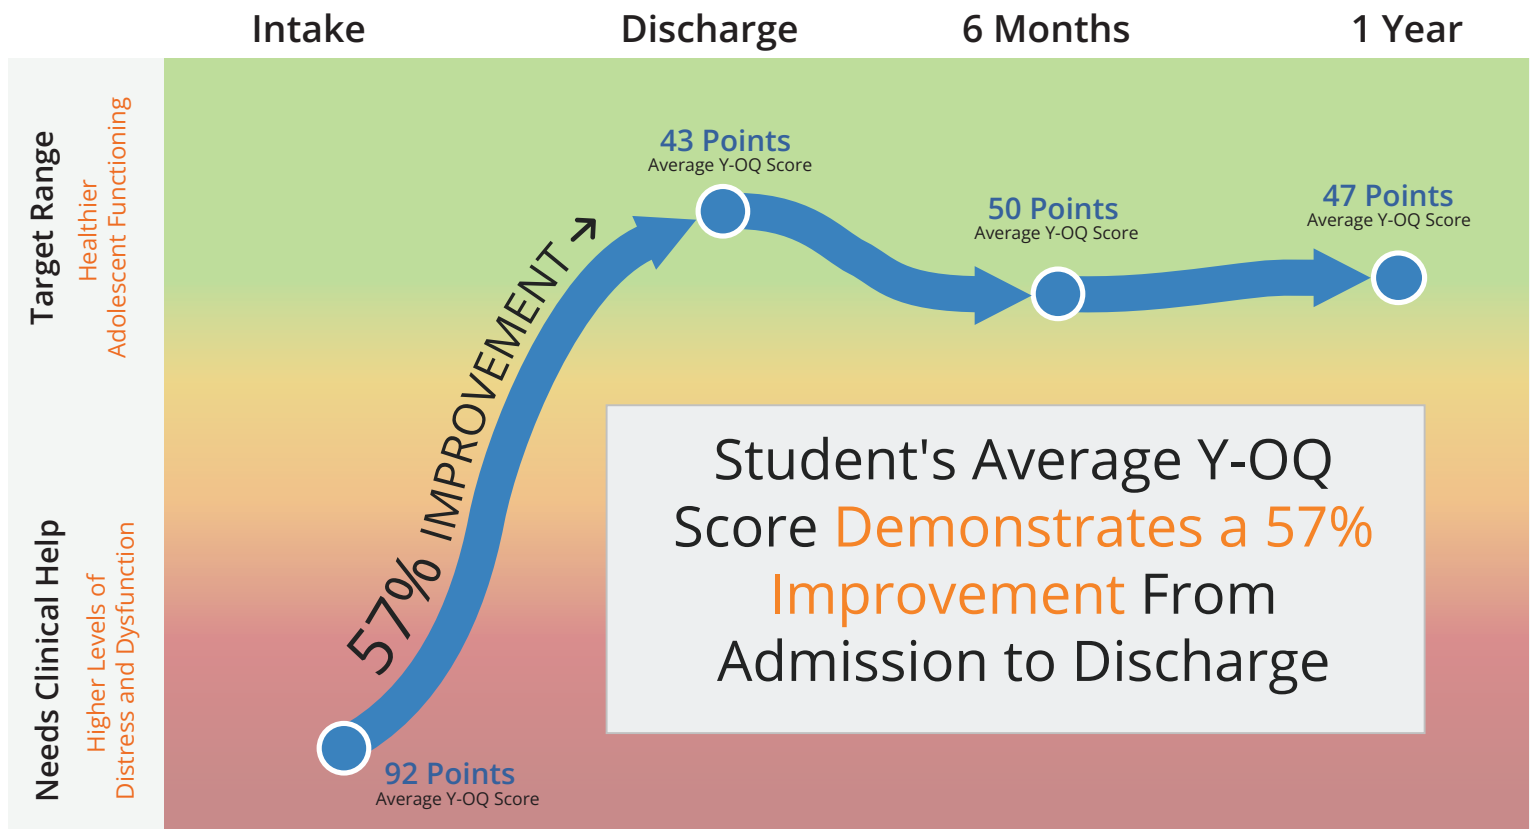 Intake
Discharge
6 Months
1 Year
Target Range
Healthier
Adolescent Functioning
Needs Clinical Help
Higher Levels of
Distress and Dysfunction
57% IMPROVEMENT ↗
92 Points
Average Y-OQ Score
43 Points
Average Y-OQ Score
50 Points
Average Y-OQ Score
47 Points
Average Y-OQ Score
Student's Average Y-OQ
Score Demonstrates a 57%
Improvement From
Admission to Discharge